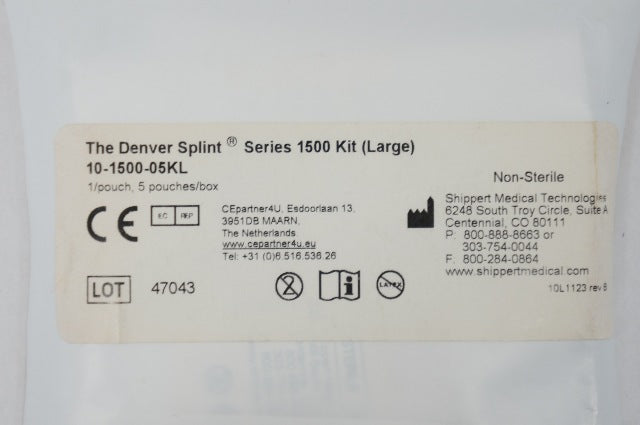 The Denver Splint ® Series 1500 Kit (Large)
10-1500-05KL
1/pouch, 5 pouches/box
CE
EC REP
CEpartner4U, Esdoorlaan 13,
3951DB MAARN,
The Netherlands
www.cepartner4u.eu
Tel: +31 (0)6.516.536.26
LOT 47043
2
i
LATEX
Non-Sterile
Shippert Medical Technologies
6248 South Troy Circle, Suite A
Centennial, CO 80111
P. 800-888-8663 or
303-754-0044
F. 800-284-0864
www.shippertmedical.com
10L1123 rev B